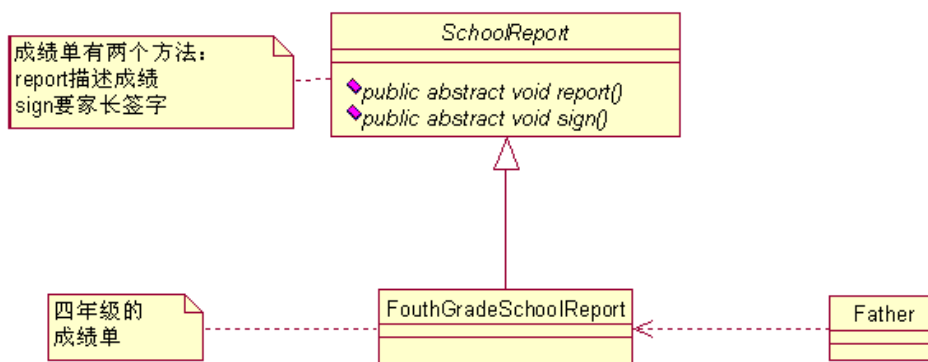 SchoolReport
成绩单有两个方法：
report描述成绩
sign要家长签字
public abstract void report()
public abstract void sign()
四年级的
成绩单
FouthGradeSchoolReport
Father